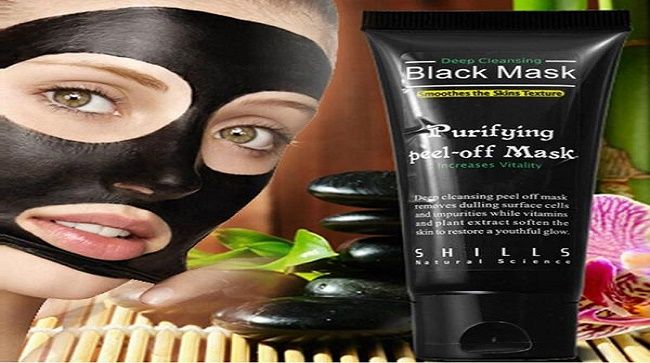 Deep Cleansing
Black Mask
Smoothes the Skins Texture
Purifying
peel-off Mask
Increases Vitality
Deep cleansing peel off mask
removes dulling surface cells
and impurities while vitamins
and plant extract soften the
skin to restore a youthful glow.
SHILLS
Natural Science